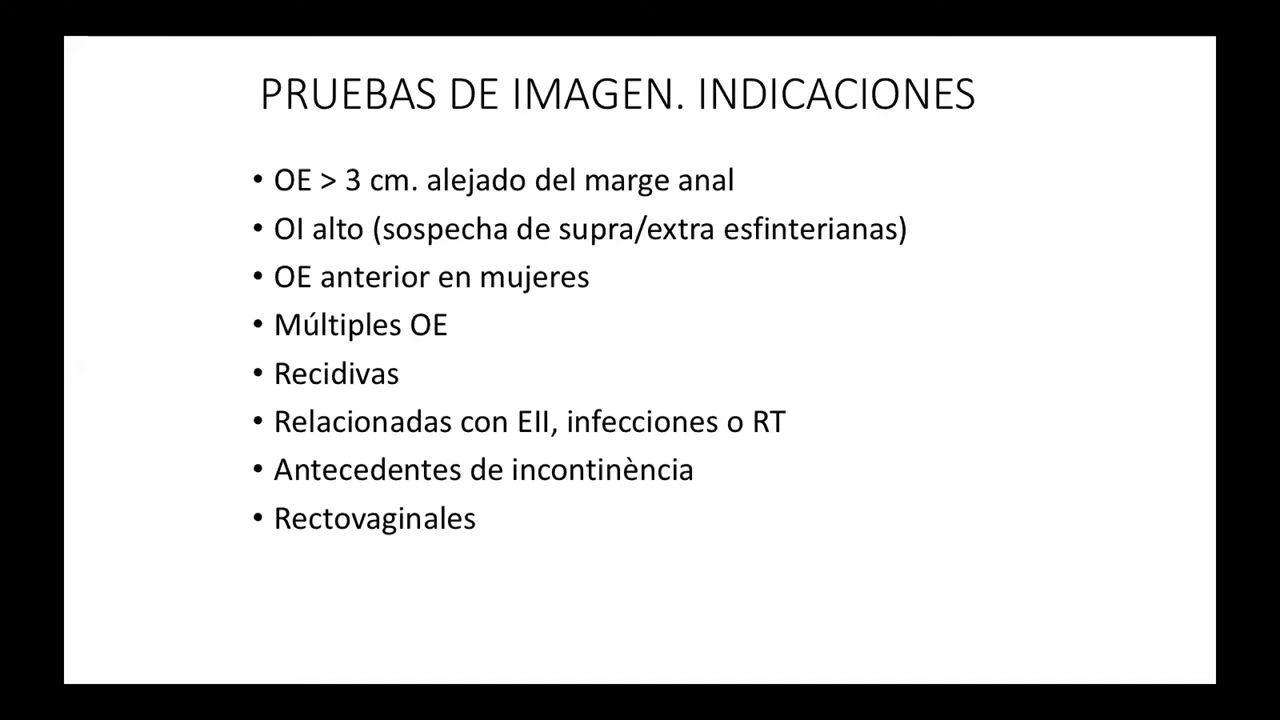 PRUEBAS DE IMAGEN. INDICACIONES
• OE > 3 cm. alejado del marge anal
• OI alto (sospecha de supra/extra esfinterianas)
• OE anterior en mujeres
• Múltiples OE
• Recidivas
• Relacionadas con EII, infecciones o RT
• Antecedentes de incontinència
• Rectovaginales